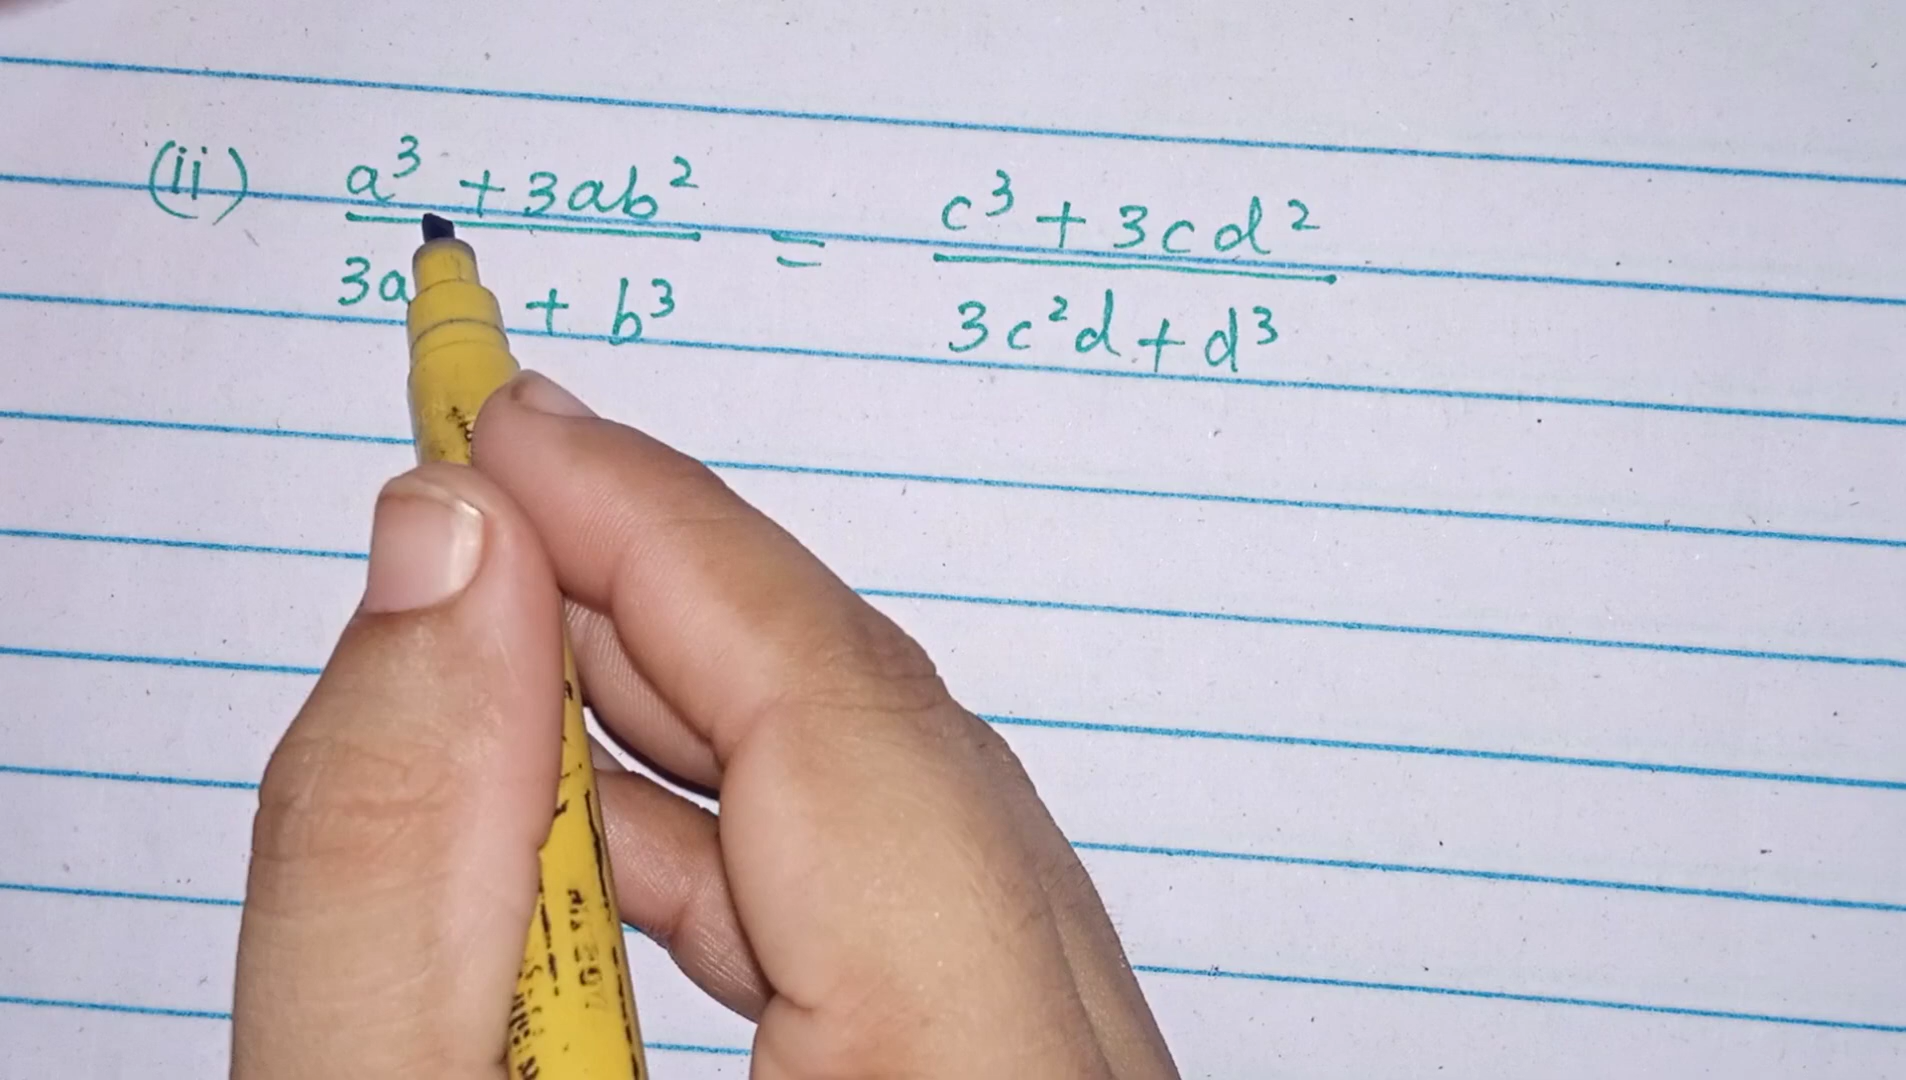 (ii) a³ + 3ab² = c³ + 3cd²
3a + b³ 3c²d + d³